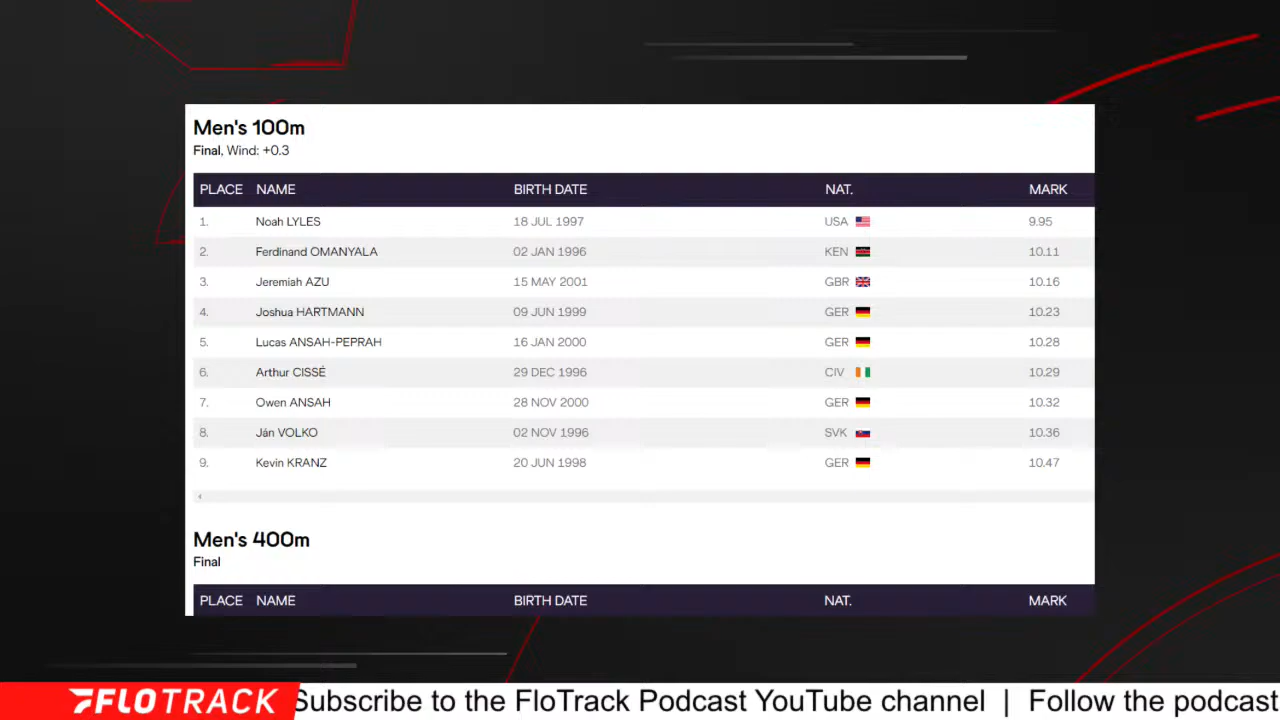 Men's 100m
Final, Wind: +0.3
PLACE NAME BIRTH DATE NAT. MARK
1. Noah LYLES 18 JUL 1997 USA 9.95
2. Ferdinand OMANYALA 02 JAN 1996 KEN 10.11
3. Jeremiah AZU 15 MAY 2001 GBR 10.16
4. Joshua HARTMANN 09 JUN 1999 GER 10.23
5. Lucas ANSAH-PEPRAH 16 JAN 2000 GER 10.28
6. Arthur CISSÉ 29 DEC 1996 CIV 10.29
7. Owen ANSAH 28 NOV 2000 GER 10.32
8. Ján VOLKO 02 NOV 1996 SVK 10.36
9. Kevin KRANZ 20 JUN 1998 GER 10.47
Men's 400m
Final
PLACE NAME BIRTH DATE NAT. MARK
FLOTRACK Subscribe to the FloTrack Podcast YouTube channel | Follow the podcast